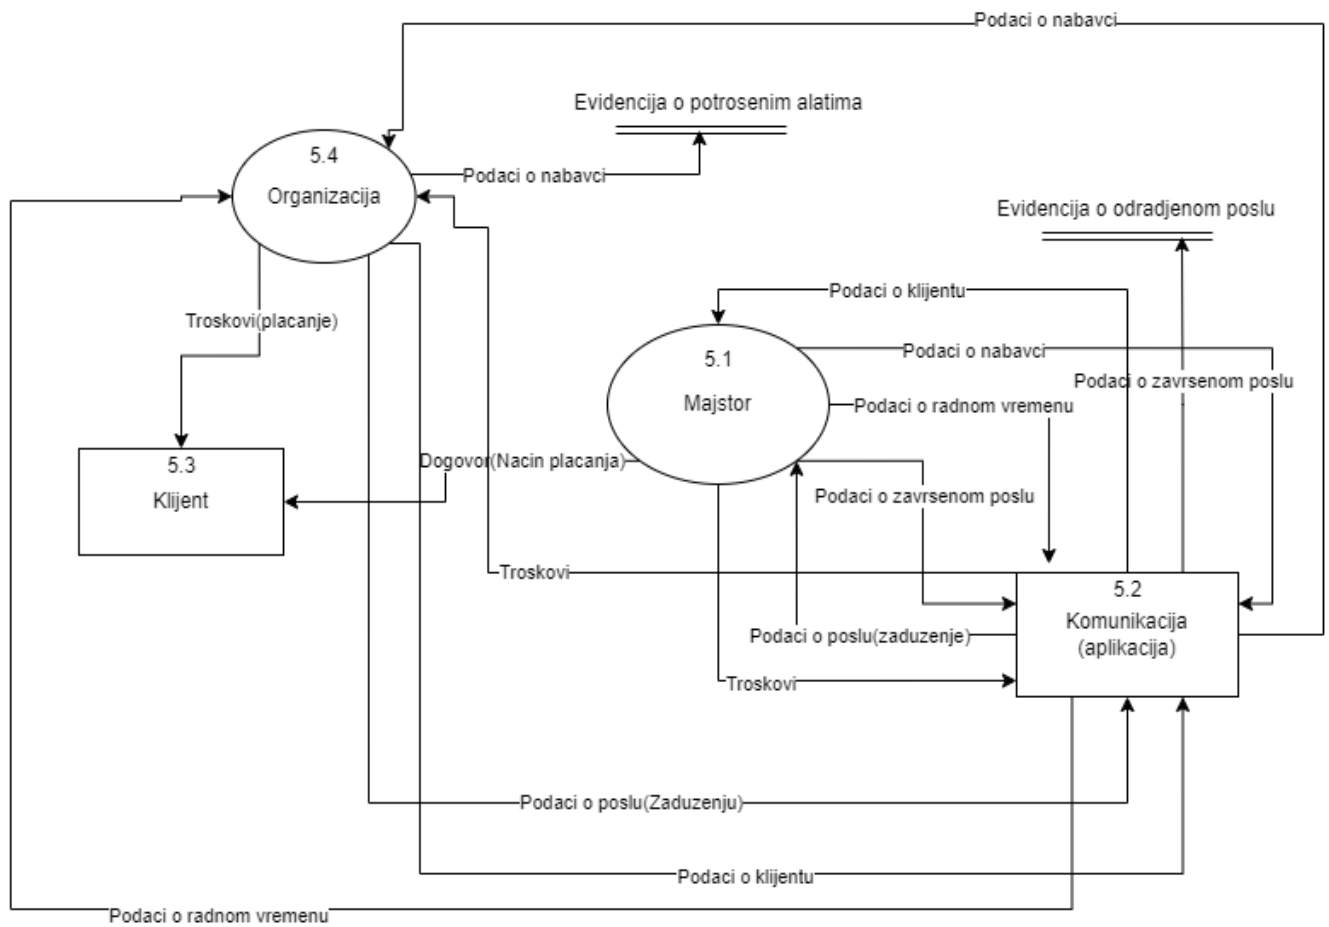 Podaci o nabavci
Evidencija o potrosenim alatima
5.4
Organizacija
Podaci o nabavci
Evidencija o odradjenom poslu
Podaci o klijentu
Troskovi(placanje)
5.1
Majstor
Podaci o nabavci
Podaci o zavrsenom poslu
Podaci o radnom vremenu
Dogovor(Nacin placanja)
5.3
Klijent
Podaci o zavrsenom poslu
Troskovi
5.2
Komunikacija
(aplikacija)
Podaci o poslu(zaduzenje)
Troskovi
Podaci o poslu(Zaduzenju)
Podaci o klijentu
Podaci o radnom vremenu